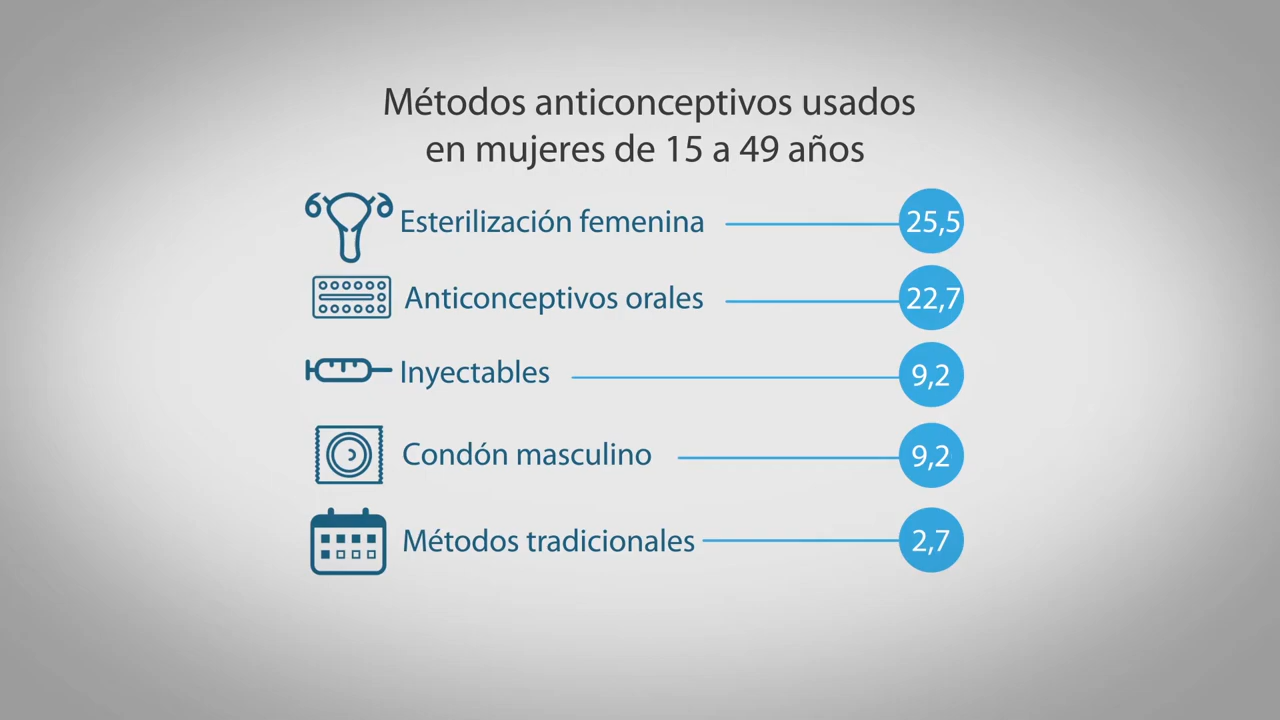 Métodos anticonceptivos usados
en mujeres de 15 a 49 años
Esterilización femenina 25,5
Anticonceptivos orales 22,7
Inyectables 9,2
Condón masculino 9,2
Métodos tradicionales 2,7